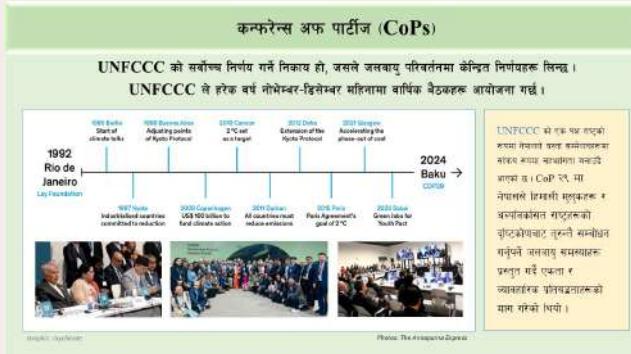 कन्फरेन्स अफ पार्टीज (CoPs)
UNFCCC को सर्वोच्च निर्णय गर्ने निकाय हो, जसले जलवायु परिवर्तनमा केन्द्रित निर्णयहरू लिन्छ ।
UNFCCC ले हरेक वर्ष नोभेम्बर-डिसेम्बर महिनामा वार्षिक बैठकहरू आयोजना गर्छ ।
1992
Rio de
Janeiro
Lay Foundation
1995 Berlin
Start of
climate talks
1998 Buenos Aires
Adjusting points
of Kyoto Protocol
2010 Cancun
2 °C set
as a target
2012 Doha
Extension of the
Kyoto Protocol
2021 Glasgow
Accelerating the
phase-out of coal
1997 Kyoto
Industrialised countries
committed to reduction
2009 Copenhagen
US$ 100 billion to
fund climate action
2011 Durban
All countries must
reduce emissions
2015 Paris
Paris Agreement's
goal of 2 °C
2023 Dubai
Green Jobs for
Youth Pact
2024
Baku
COP29
UNFCCC को एक पक्ष राष्ट्रको
रूपमा नेपालले यस्ता सम्मेलनहरूमा
सक्रिय रूपमा सहभागिता जनाउँदै
आएको छ । CoP २९ मा
नेपालले हिमाली मुलुकहरू र
अल्पविकसित राष्ट्रहरूको
दृष्टिकोणबाट तुरुन्तै सम्बोधन
गर्नुपर्ने जलवायु समस्याहरू
प्रस्तुत गर्दै एकता र
व्यावहारिक प्रतिबद्धताहरूको
माग गरेको थियो ।
Photos: The Annapurna Express